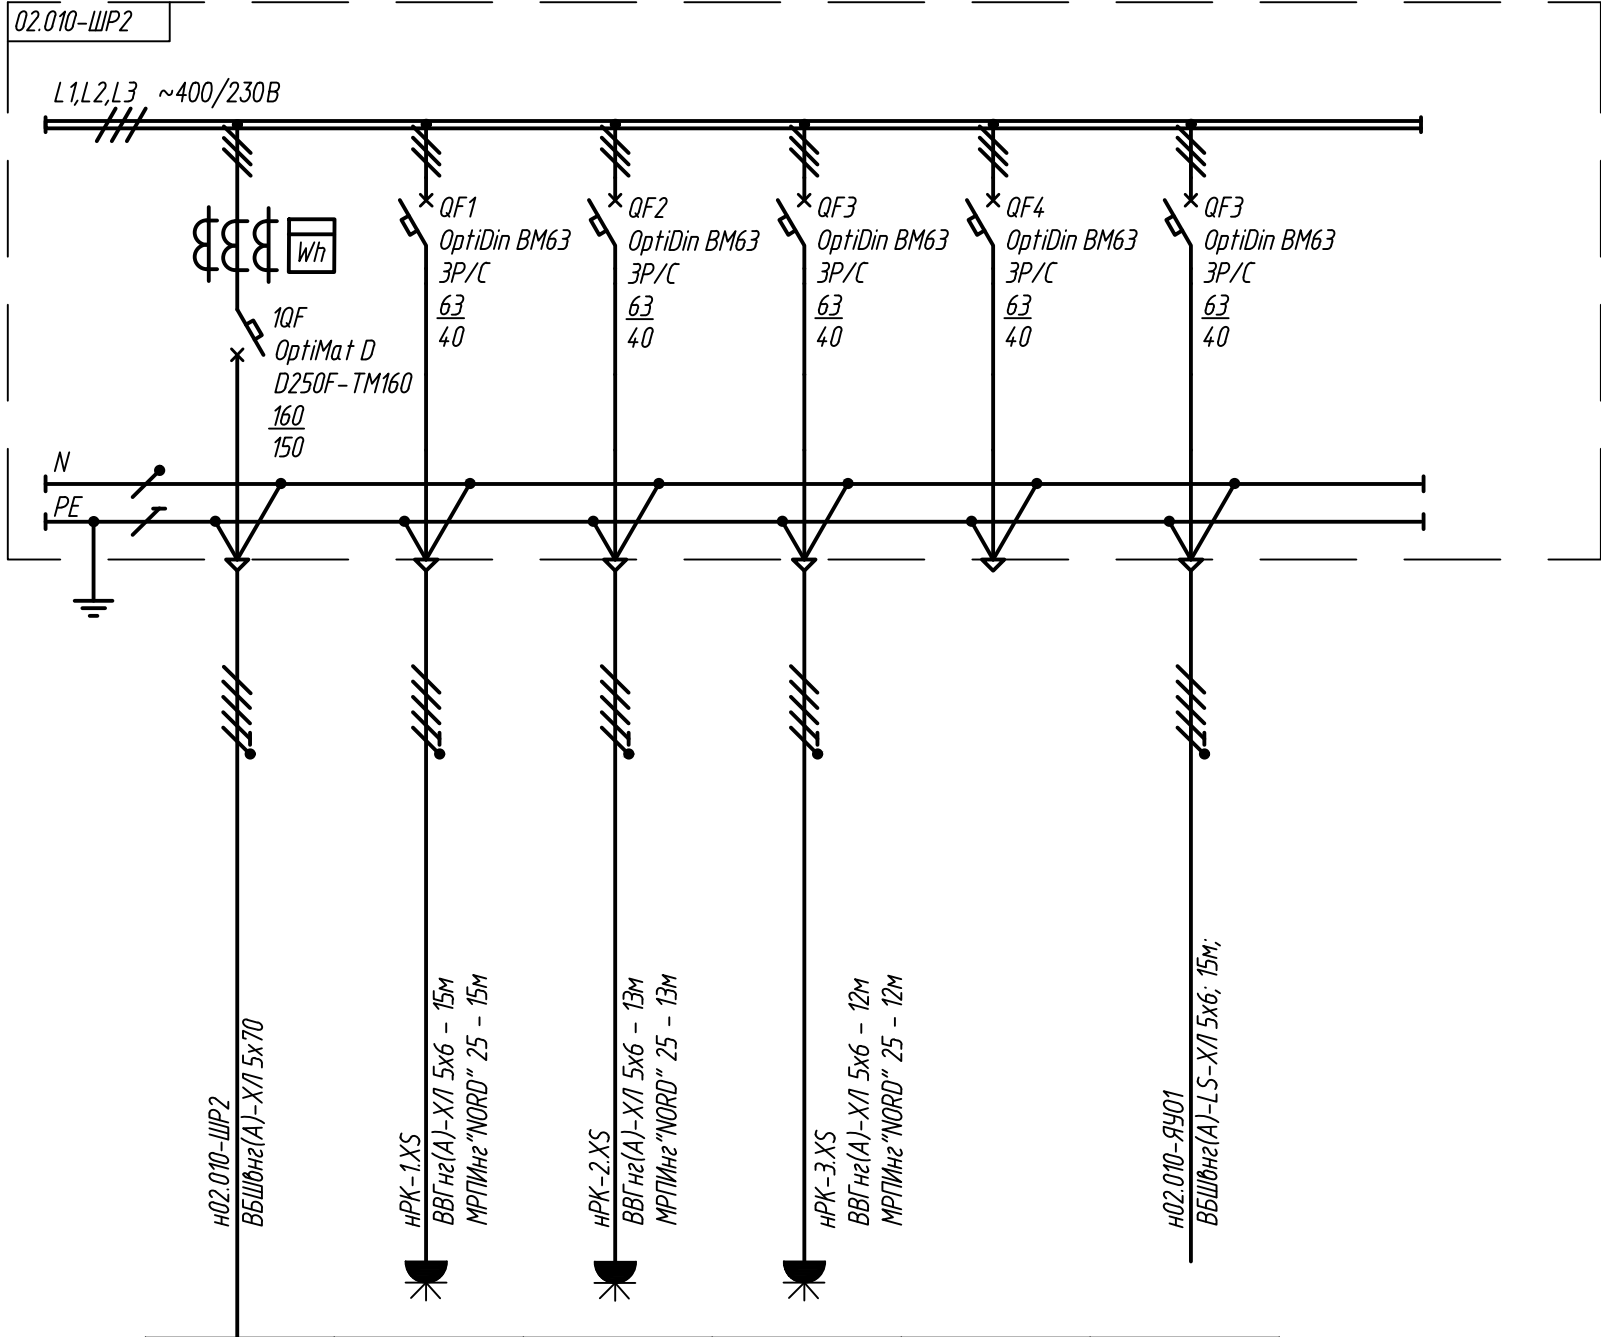 02.010-ШР2
L1,L2,L3 ~400/230В
Wh
1QF
OptiMat D
D250F-TM160
160
150
QF1
OptiDin BM63
3P/C
63
40
QF2
OptiDin BM63
3P/C
63
40
QF3
OptiDin BM63
3P/C
63
40
QF4
OptiDin BM63
3P/C
63
40
QF3
OptiDin BM63
3P/C
63
40
N
PE
н02.010-ШР2
ВБШвнг(А)-ХЛ 5х70
нРК-1.XS
ВВГнг(А)-ХЛ 5х6 - 15м
МРПИнг"NORD" 25 - 15м
нРК-2.XS
ВВГнг(А)-ХЛ 5х6 - 13м
МРПИнг"NORD" 25 - 13м
нРК-3.XS
ВВГнг(А)-ХЛ 5х6 - 12м
МРПИнг"NORD" 25 - 12м
н02.010-ЯУО1
ВБШвнг(А)-LS-ХЛ 5х6; 15м;